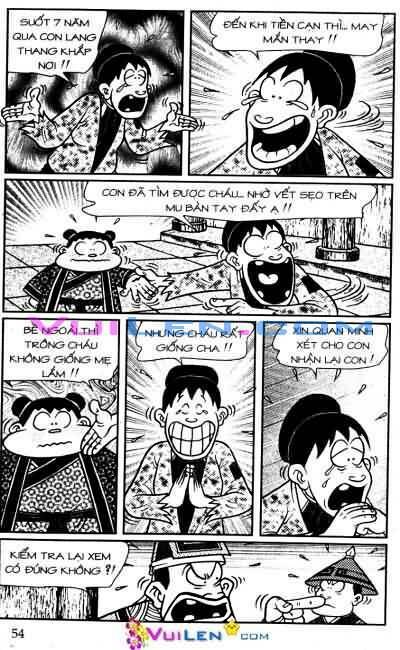 SUỐT 7 NĂM
QUA CON LANG
THANG KHẮP
NƠI !!
ĐẾN KHI TIỀN CẠN THÌ... MAY
MẮN THAY !!
CON ĐÃ TÌM ĐƯỢC CHÁU... NHỜ VẾT SẸO TRÊN
MU BÀN TAY ĐẤY Ạ !!
BỀ NGOÀI THÌ
TRÔNG CHÁU
KHÔNG GIỐNG MẸ
LẮM !!
NHƯNG CHÁU RẤT
GIỐNG CHA !!
XIN QUAN MINH
XÉT CHO CON
NHẬN LẠI CON !
VUILEN.COM
KIỂM TRA LẠI XEM
CÓ ĐÚNG KHÔNG ?!
54
VUILEN.COM